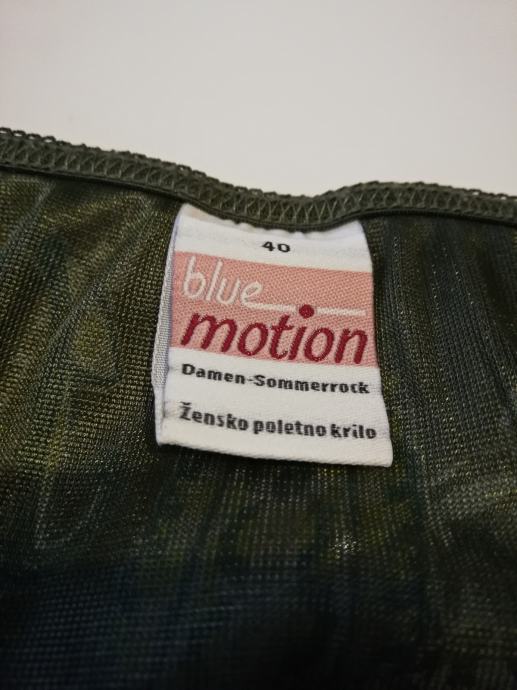 40
blue
motion
Damen-Sommerrock
Žensko poletno krilo